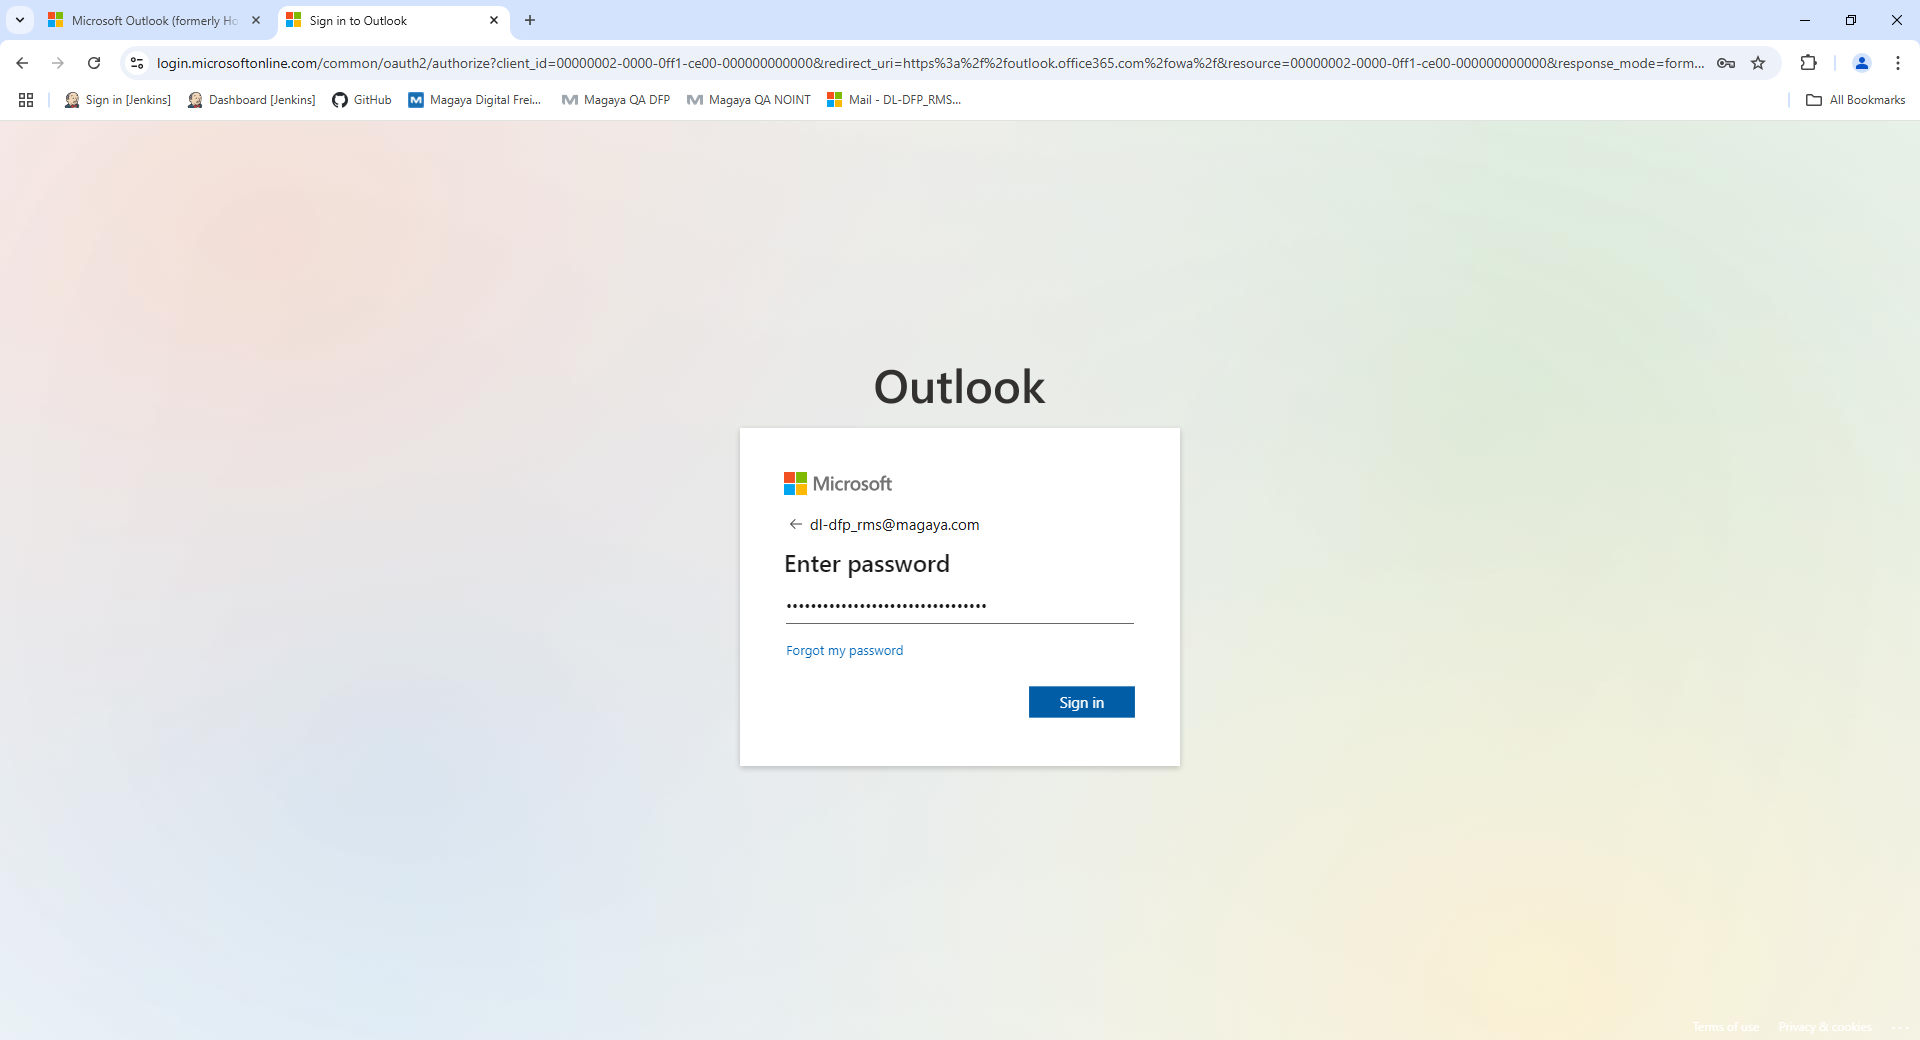 Microsoft Outlook (formerly Ho
Sign in to Outlook
login.microsoftonline.com/common/oauth2/authorize?client_id=00000002-0000-0ff1-ce00-000000000000&redirect_uri=https%3a%2f%2foutlook.office365.com%2fowa%2f&resource=00000002-0000-0ff1-ce00-000000000000&response_mode=form...
Sign in [Jenkins]
Dashboard [Jenkins]
GitHub
Magaya Digital Frei...
Magaya QA DFP
Magaya QA NOINT
Mail - DL-DFP_RMS...
All Bookmarks
Outlook
Microsoft
dl-dfp_rms@magaya.com
Enter password
Forgot my password
Sign in
Terms of use
Privacy & cookies